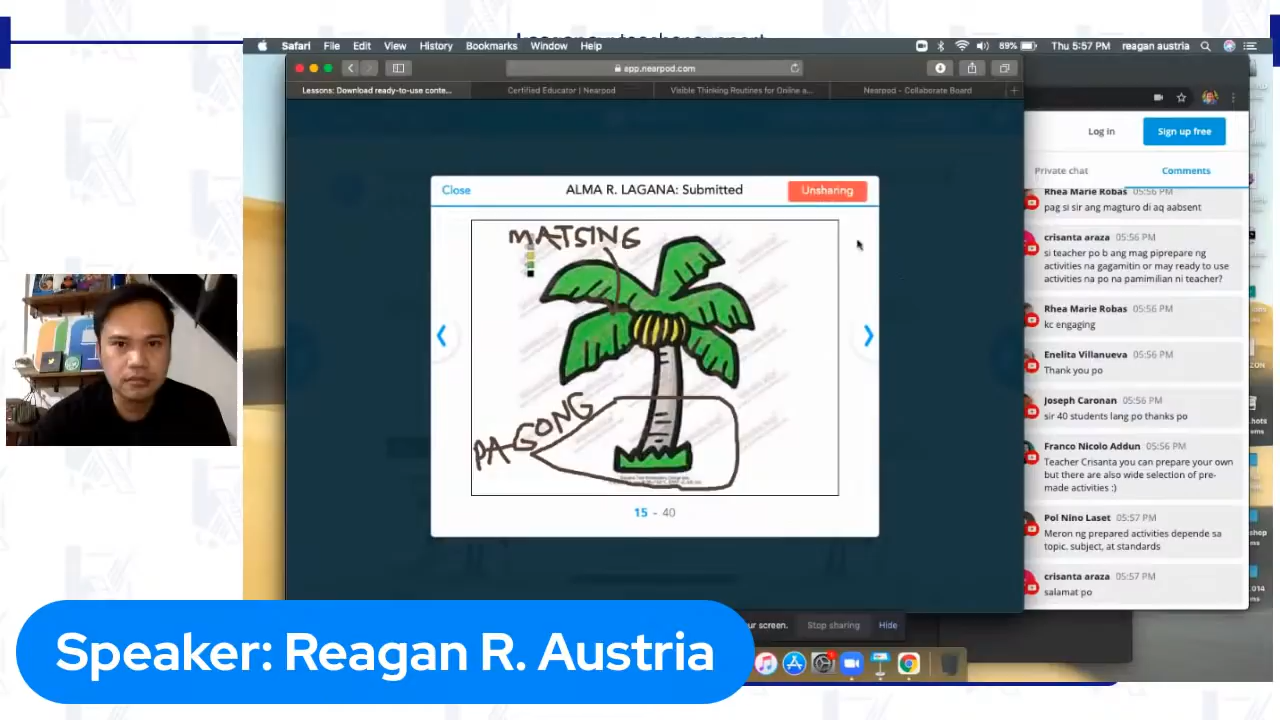 Safari File Edit View History Bookmarks Window Help
89% Thu 5:57 PM reagan austria
app.nearpod.com
Lessons: Download ready-to-use conte...
Certified Educator | Nearpod
Visible Thinking Routines for Online a...
Nearpod - Collaborate Board
Log in
Sign up free
Private chat
Comments
Close
ALMA R. LAGANA: Submitted
Unsharing
MATSING
PAGONG
15 - 40
Rhea Marie Robas 05:56 PM
pag si sir ang magturo di aq aabsent
crisanta araza 05:56 PM
si teacher po b ang mag piprepare ng
activities na gagamitin or may ready to use
activities na po na pamimilian ni teacher?
Rhea Marie Robas 05:56 PM
kc engaging
Enelita Villanueva 05:56 PM
Thank you po
Joseph Caronan 05:56 PM
sir 40 students lang po thanks po
Franco Nicolo Addun 05:56 PM
Teacher Crisanta you can prepare your own
but there are also wide selection of pre-
made activities :)
Pol Nino Laset 05:57 PM
Meron ng prepared activities depende sa
topic, subject, at standards
crisanta araza 05:57 PM
salamat po
ur screen.
Stop sharing
Hide
Speaker: Reagan R. Austria